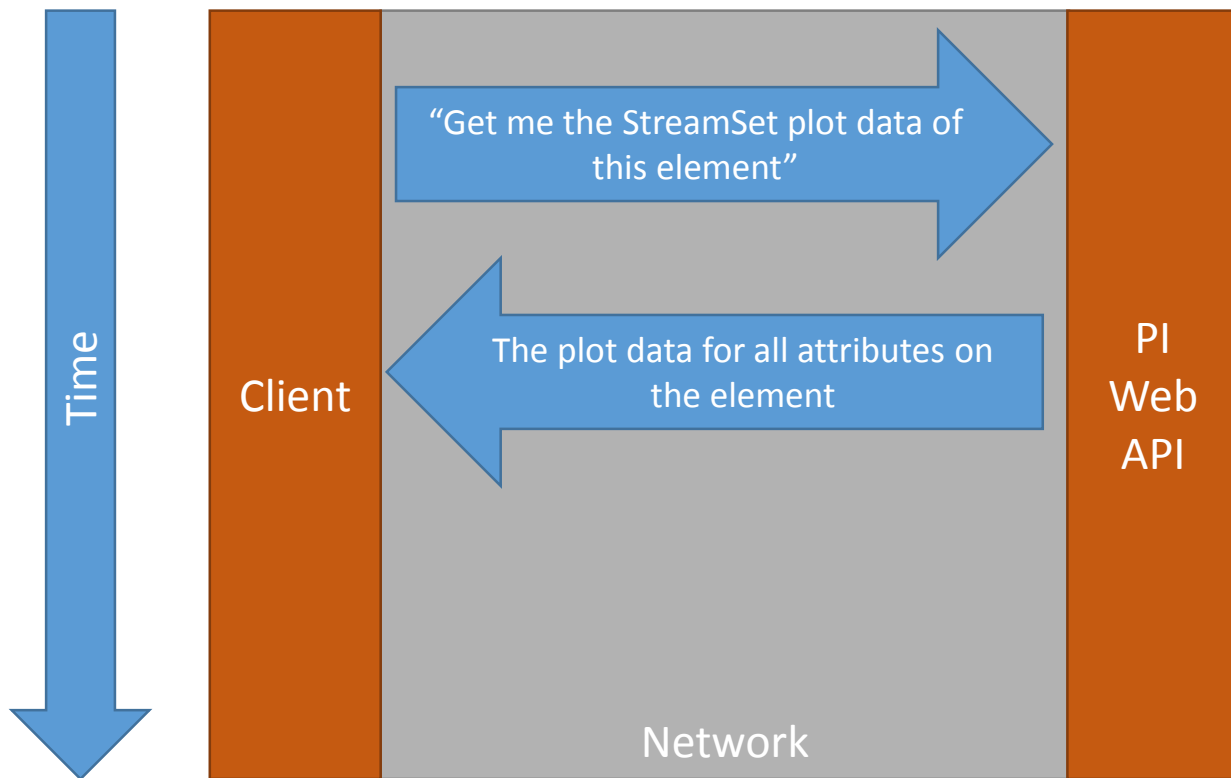 Time
Client
“Get me the StreamSet plot data of
this element”
The plot data for all attributes on
the element
PI
Web
API
Network